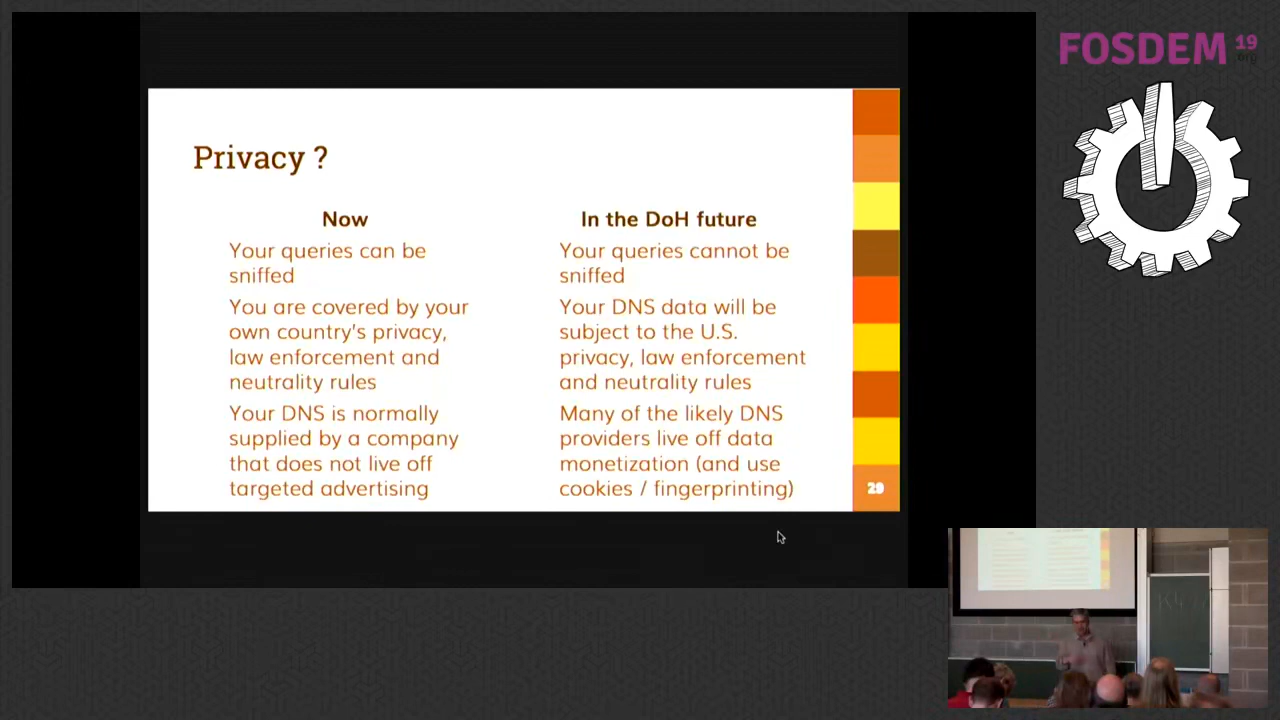 FOSDEM 19
.org
Privacy ?
Now
Your queries can be
sniffed
You are covered by your
own country's privacy,
law enforcement and
neutrality rules
Your DNS is normally
supplied by a company
that does not live off
targeted advertising
In the DoH future
Your queries cannot be
sniffed
Your DNS data will be
subject to the U.S.
privacy, law enforcement
and neutrality rules
Many of the likely DNS
providers live off data
monetization (and use
cookies / fingerprinting)
29